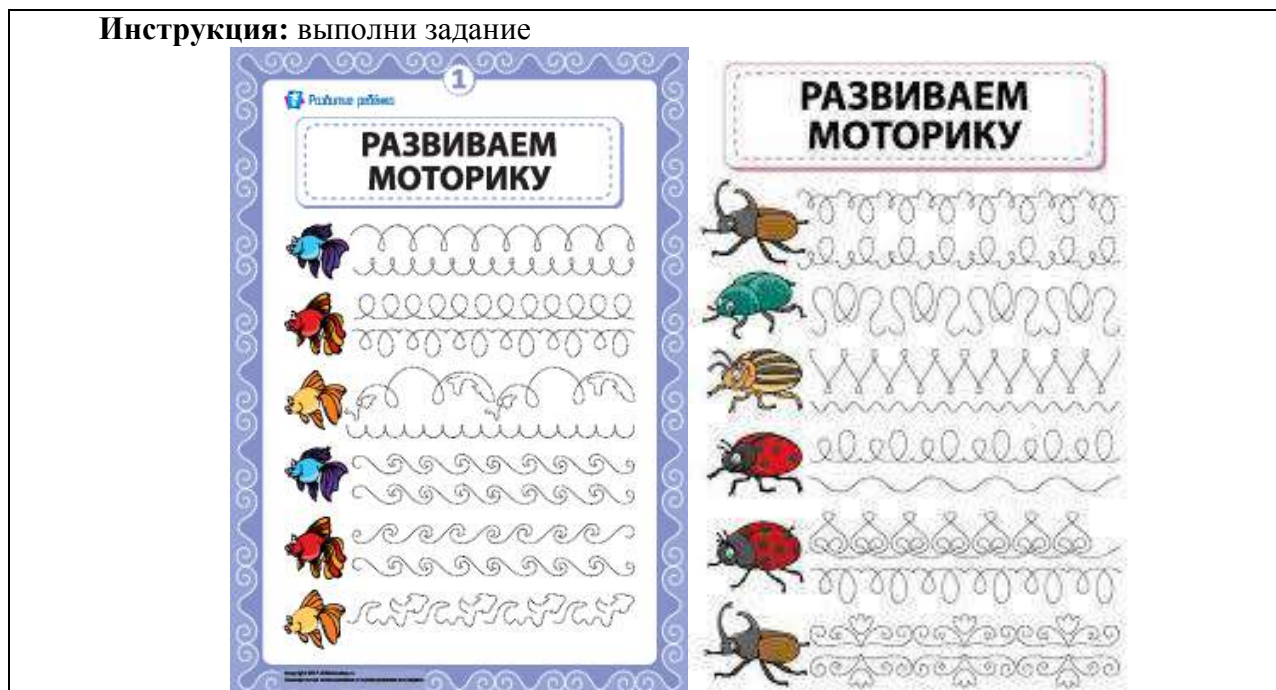 Инструкция: выполни задание
1
Развитие ребёнка
РАЗВИВАЕМ
МОТОРИКУ
РАЗВИВАЕМ
МОТОРИКУ